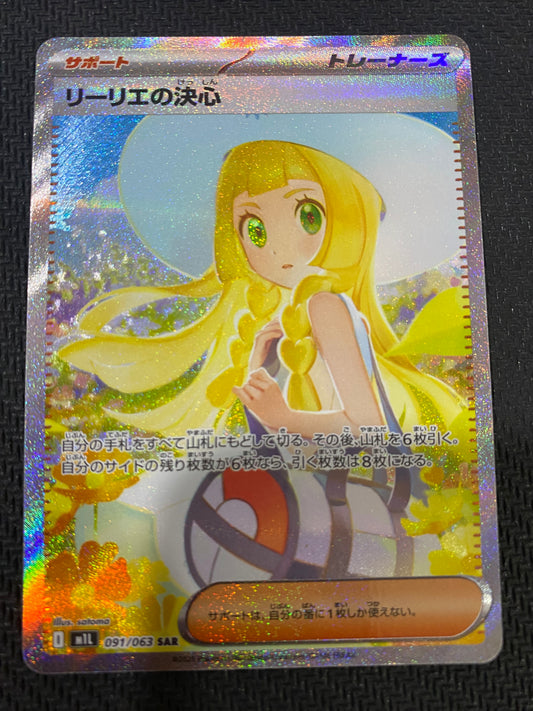 サポート
トレーナーズ
リーリエの決心
自分の手札をすべて山札にもどして切る。その後、山札を6枚引く。
自分のサイドの残り枚数が6枚なら、引く枚数は8枚になる。
サポートは、自分の番に1枚しか使えない。
illus. satoma
m1L 091/063 SAR